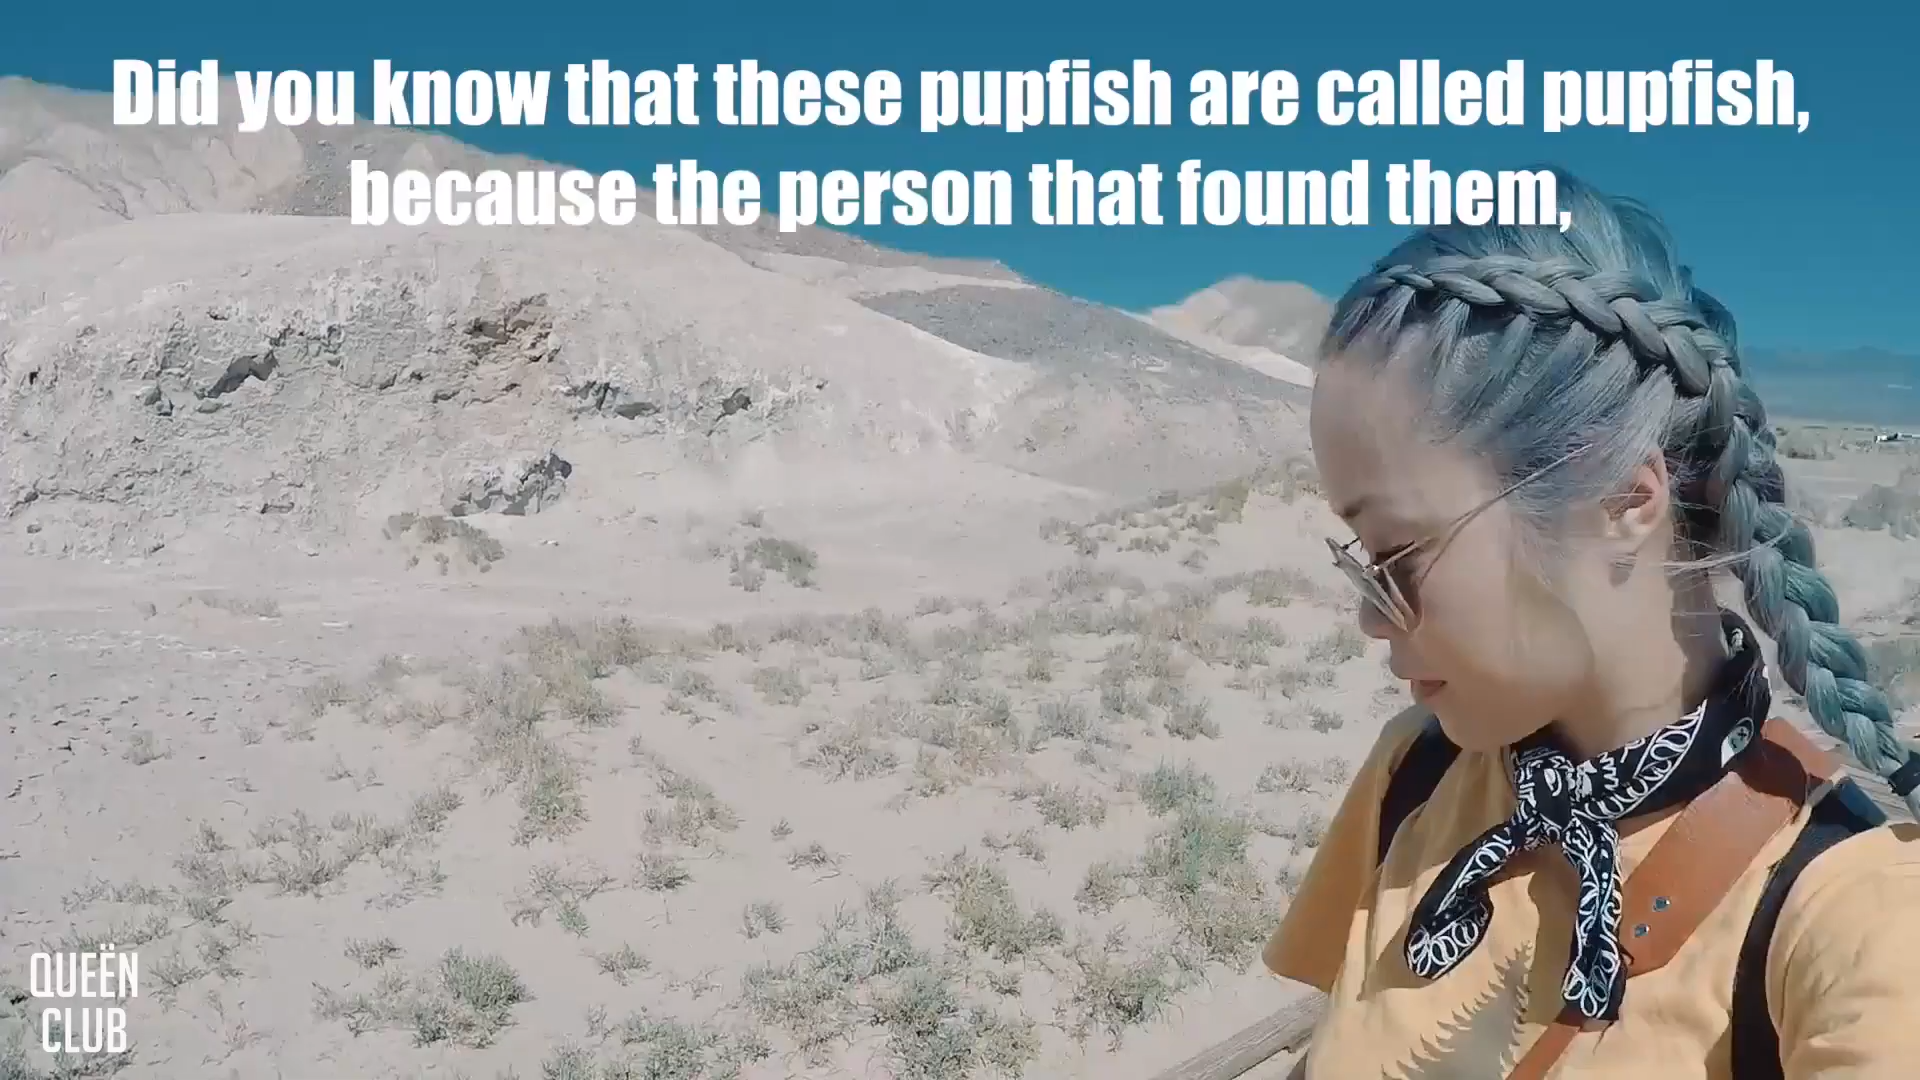 Did you know that these pupfish are called pupfish,
because the person that found them,
QUEËN
CLUB